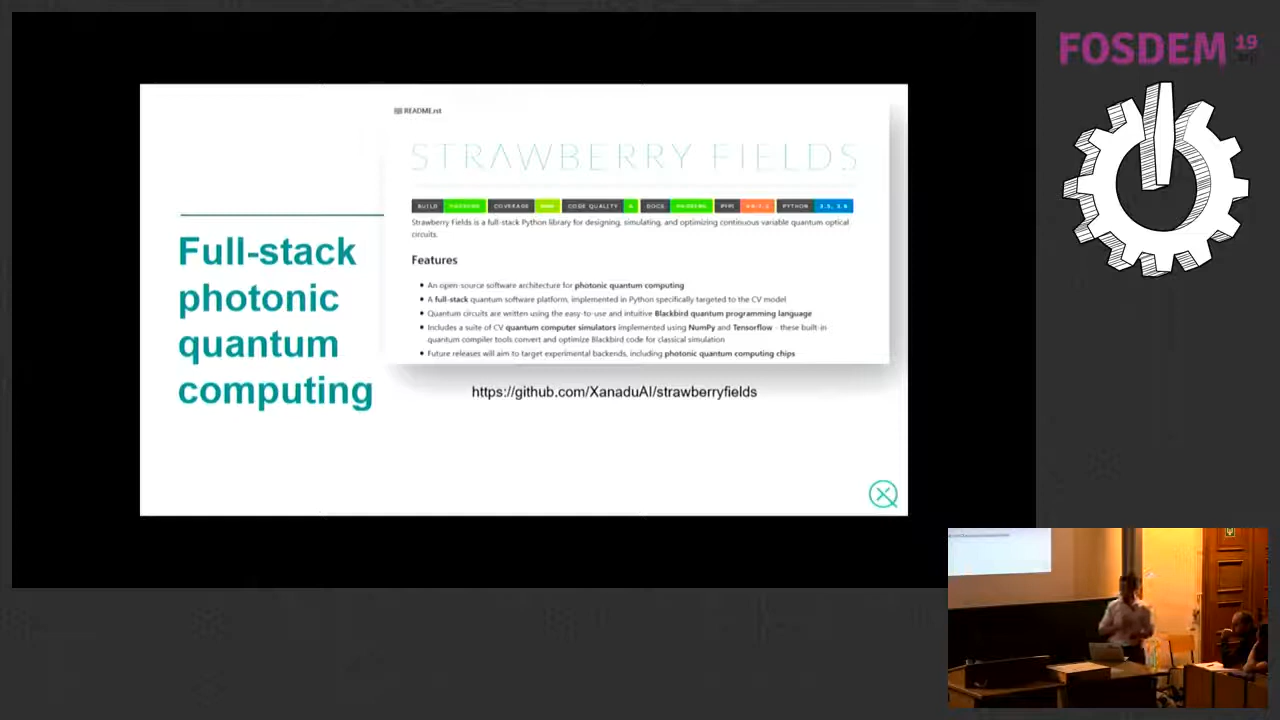 FOSDEM 19
README.rst
STRAWBERRY FIELDS
BUILD PASSING COVERAGE CODE QUALITY A DOCS PASSING PYPI PYTHON 3.5, 3.6
Strawberry Fields is a full-stack Python library for designing, simulating, and optimizing continuous variable quantum optical
circuits.
Features
An open-source software architecture for photonic quantum computing
A full-stack quantum software platform, implemented in Python specifically targeted to the CV model
Quantum circuits are written using the easy-to-use and intuitive Blackbird quantum programming language
Includes a suite of CV quantum computer simulators implemented using NumPy and Tensorflow - these built-in
quantum compiler tools convert and optimize Blackbird code for classical simulation
Future releases will aim to target experimental backends, including photonic quantum computing chips
https://github.com/XanaduAI/strawberryfields
Full-stack
photonic
quantum
computing